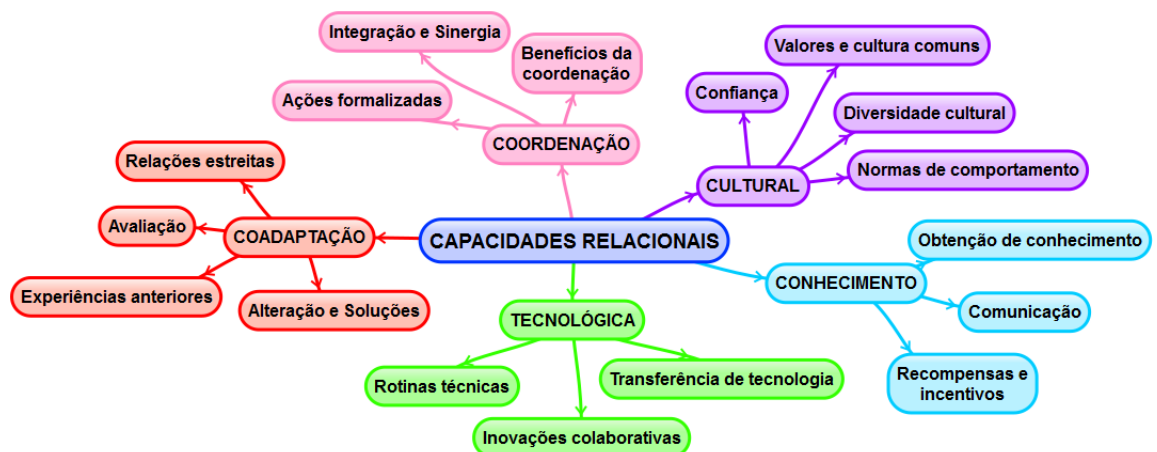 Integração e Sinergia
Benefícios da
coordenação
Ações formalizadas
COORDENAÇÃO
Valores e cultura comuns
Confiança
Diversidade cultural
Normas de comportamento
CULTURAL
Relações estreitas
Avaliação
COADAPTAÇÃO
Experiências anteriores
Alteração e Soluções
CAPACIDADES RELACIONAIS
Obtenção de conhecimento
CONHECIMENTO
Comunicação
Recompensas e
incentivos
TECNOLÓGICA
Rotinas técnicas
Transferência de tecnologia
Inovações colaborativas